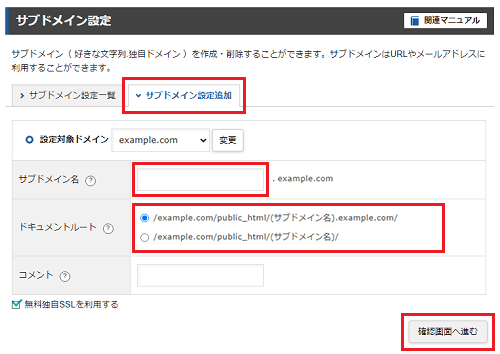 サブドメイン設定
関連マニュアル
サブドメイン（ 好きな文字列.独自ドメイン ）を作成・削除することができます。サブドメインはURLやメールアドレスに
利用することができます。
サブドメイン設定一覧
サブドメイン設定追加
設定対象ドメイン example.com 変更
サブドメイン名 ? . example.com
ドキュメントルート ?
/example.com/public_html/(サブドメイン名).example.com/
/example.com/public_html/(サブドメイン名)/
コメント ?
無料独自SSLを利用する
確認画面へ進む